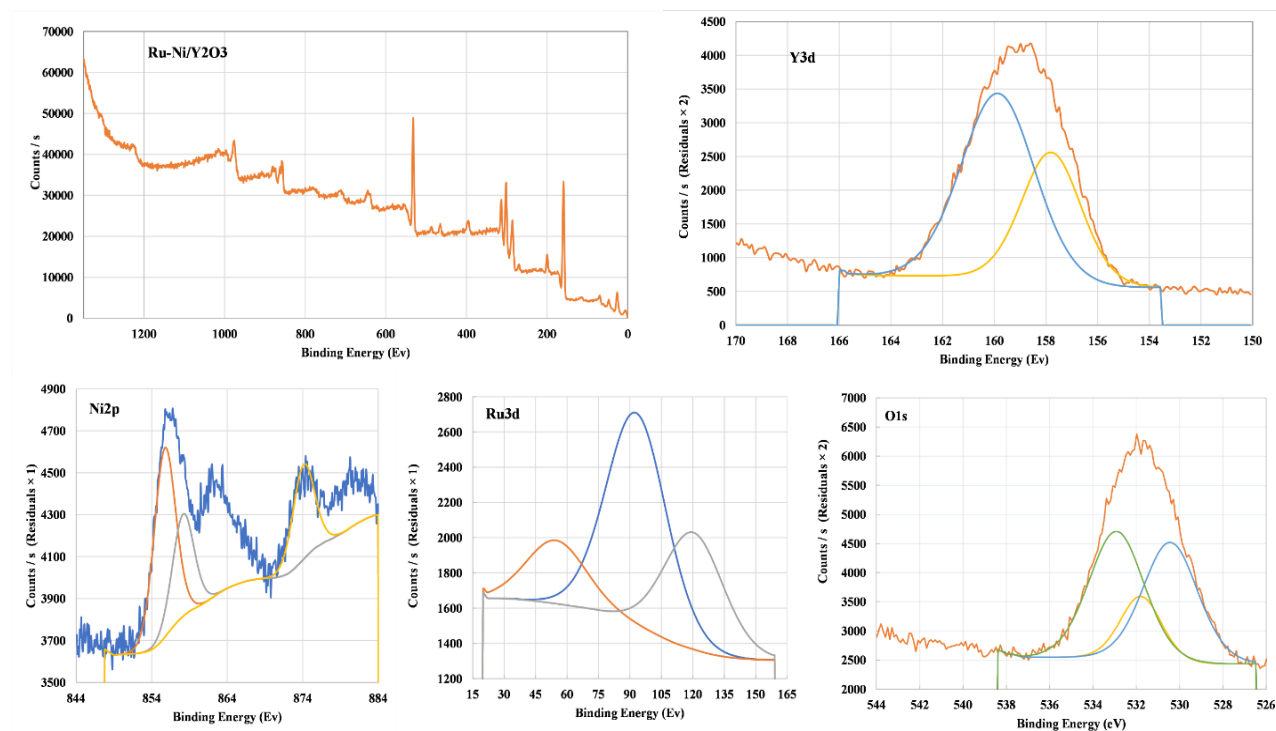 Ru-Ni/Y2O3
Counts / s
70000
60000
50000
40000
30000
20000
10000
0
1200 1000 800 600 400 200 0
Binding Energy (Ev)
Y3d
Counts / s (Residuals × 2)
4500
4000
3500
3000
2500
2000
1500
1000
500
0
170 168 166 164 162 160 158 156 154 152 150
Binding Energy (Ev)
Ni2p
Counts / s (Residuals × 1)
4900
4700
4500
4300
4100
3900
3700
3500
844 854 864 874 884
Binding Energy (Ev)
Ru3d
Counts / s (Residuals × 1)
2800
2600
2400
2200
2000
1800
1600
1400
1200
15 30 45 60 75 90 105 120 135 150 165
Binding Energy (Ev)
O1s
Counts / s (Residuals × 2)
7000
6500
6000
5500
5000
4500
4000
3500
3000
2500
2000
544 542 540 538 536 534 532 530 528 526
Binding Energy (eV)